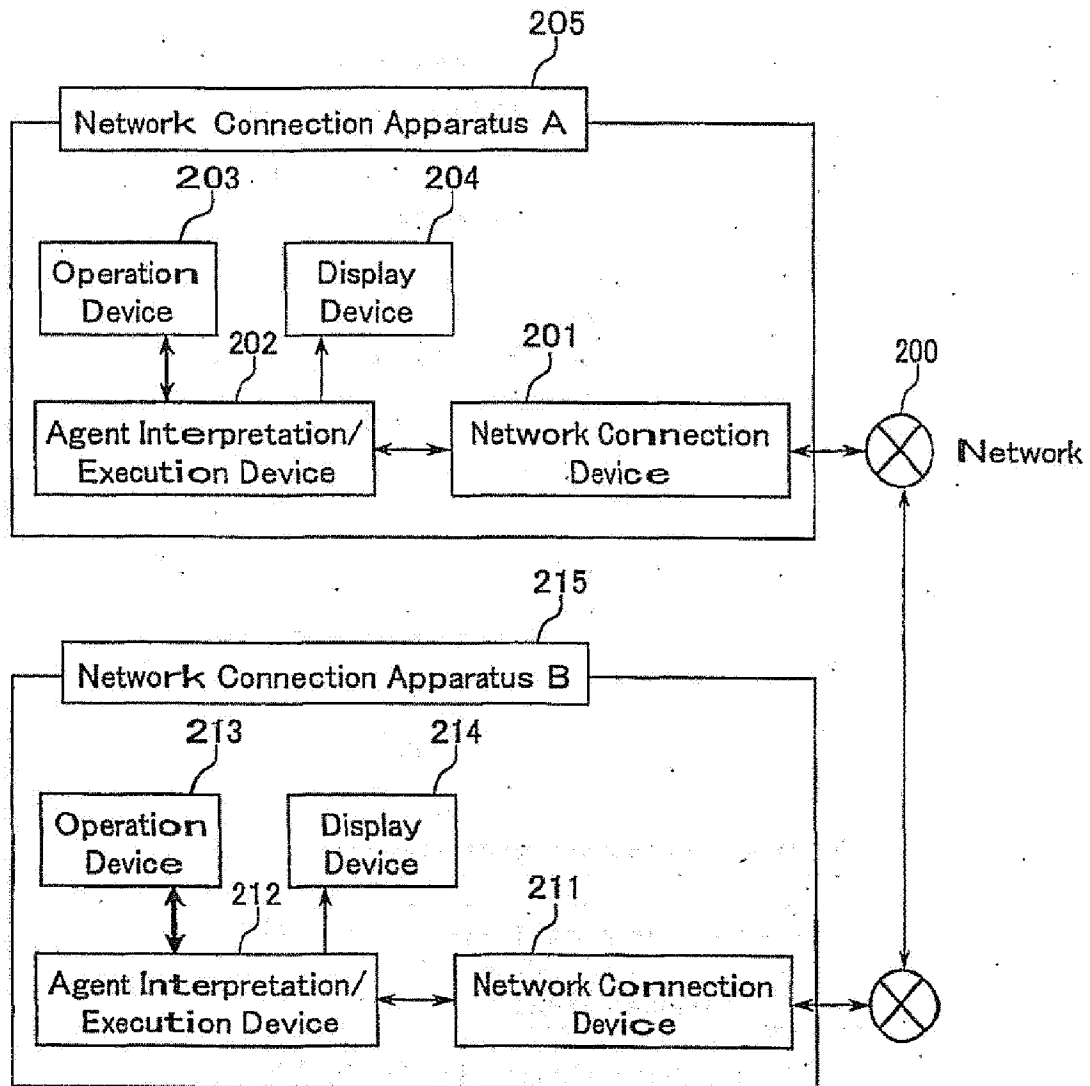 205
Network Connection Apparatus A
203
204
Operation
Device
Display
Device
202
201
200
Agent Interpretation/
Execution Device
Network Connection
Device
Network
215
Network Connection Apparatus B
213
214
Operation
Device
Display
Device
212
211
Agent Interpretation/
Execution Device
Network Connection
Device